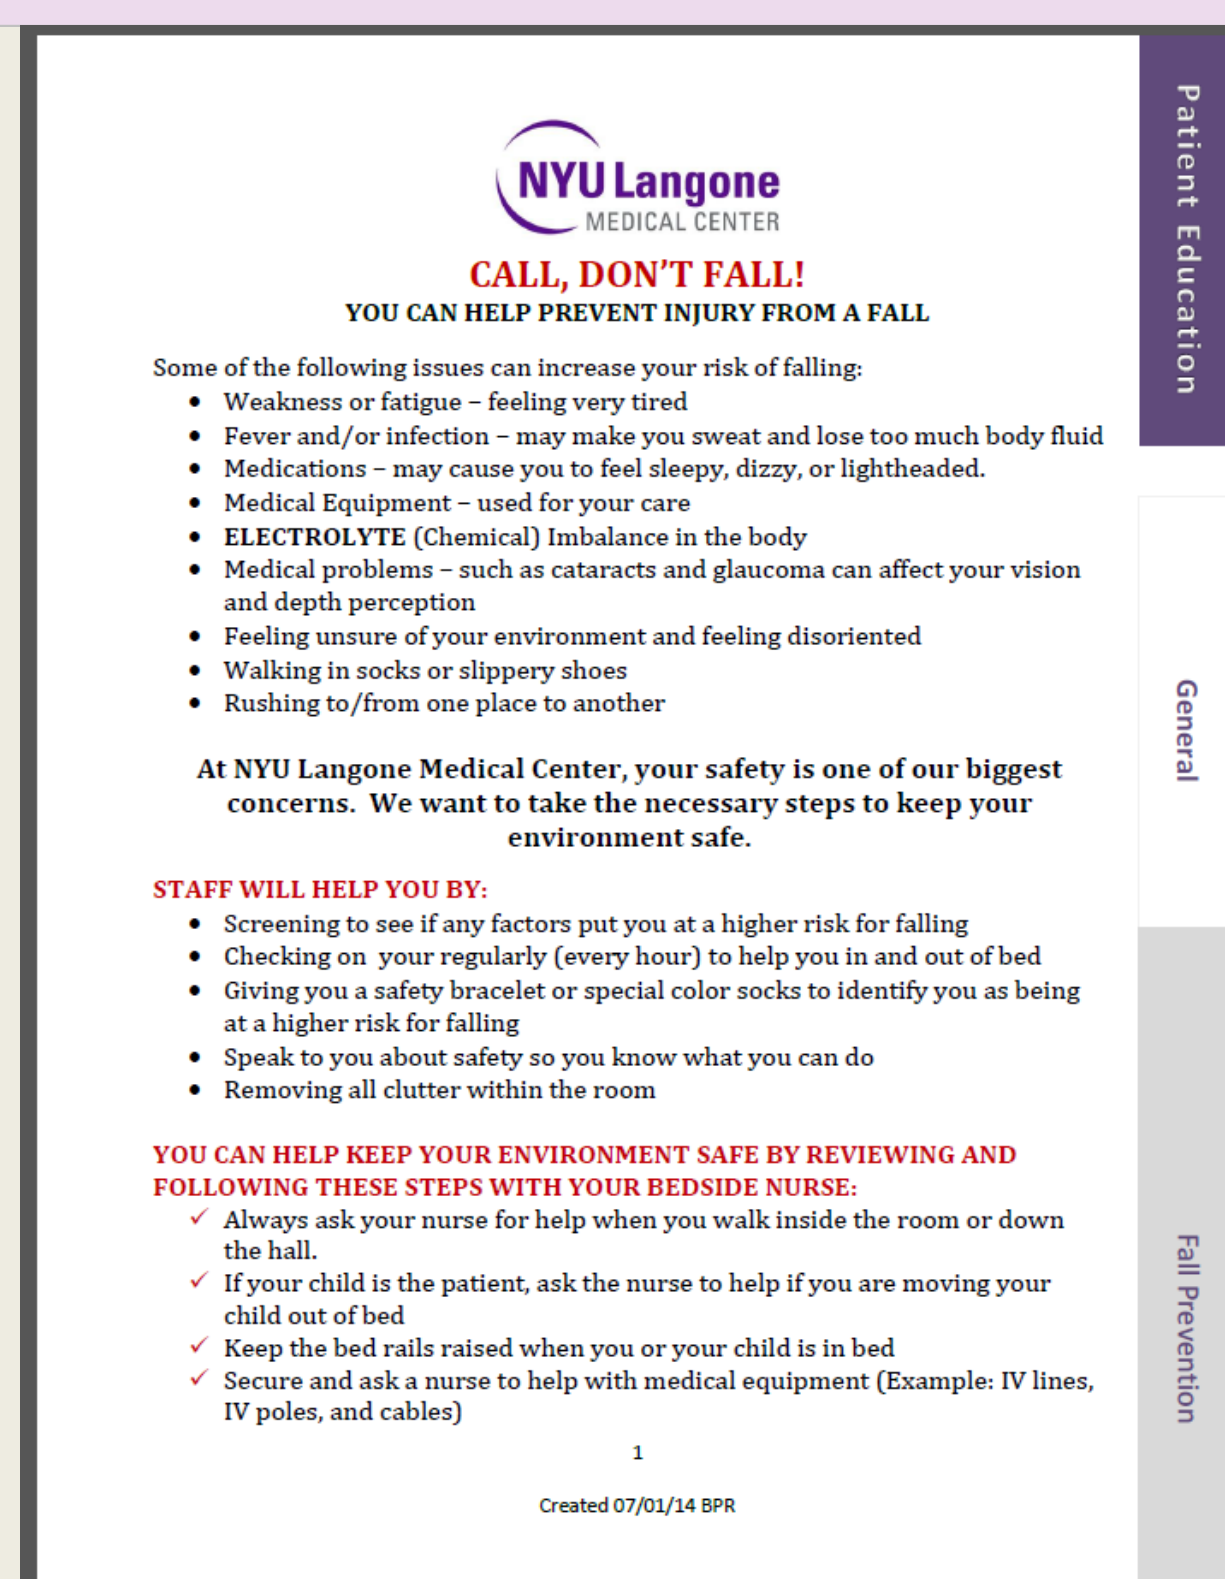 NYU Langone
MEDICAL CENTER
CALL, DON'T FALL!
YOU CAN HELP PREVENT INJURY FROM A FALL
Some of the following issues can increase your risk of falling:
• Weakness or fatigue – feeling very tired
• Fever and/or infection – may make you sweat and lose too much body fluid
• Medications – may cause you to feel sleepy, dizzy, or lightheaded.
• Medical Equipment – used for your care
• ELECTROLYTE (Chemical) Imbalance in the body
• Medical problems – such as cataracts and glaucoma can affect your vision
and depth perception
• Feeling unsure of your environment and feeling disoriented
• Walking in socks or slippery shoes
• Rushing to/from one place to another
At NYU Langone Medical Center, your safety is one of our biggest
concerns.  We want to take the necessary steps to keep your
environment safe.
STAFF WILL HELP YOU BY:
• Screening to see if any factors put you at a higher risk for falling
• Checking on  your regularly (every hour) to help you in and out of bed
• Giving you a safety bracelet or special color socks to identify you as being
at a higher risk for falling
• Speak to you about safety so you know what you can do
• Removing all clutter within the room
YOU CAN HELP KEEP YOUR ENVIRONMENT SAFE BY REVIEWING AND
FOLLOWING THESE STEPS WITH YOUR BEDSIDE NURSE:
✓ Always ask your nurse for help when you walk inside the room or down
the hall.
✓ If your child is the patient, ask the nurse to help if you are moving your
child out of bed
✓ Keep the bed rails raised when you or your child is in bed
✓ Secure and ask a nurse to help with medical equipment (Example: IV lines,
IV poles, and cables)
1
Created 07/01/14 BPR
Patient Education
General
Fall Prevention